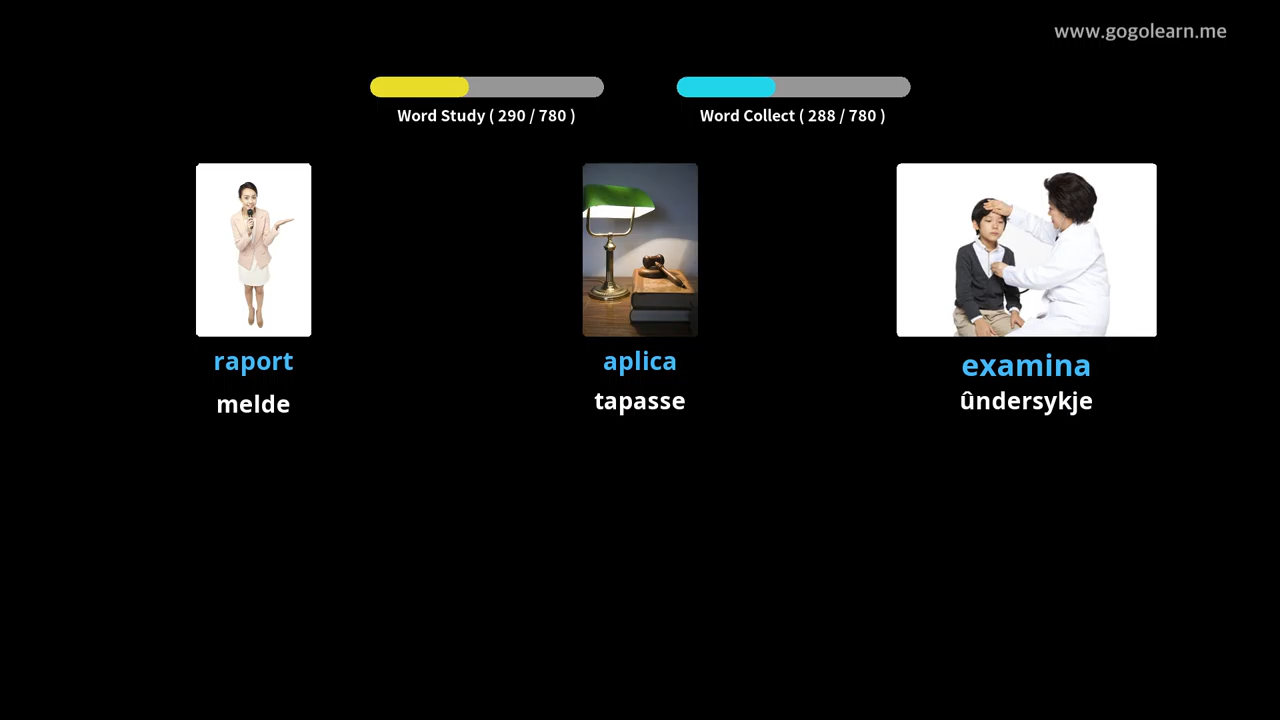 www.gogolearn.me
Word Study ( 290 / 780 )
Word Collect ( 288 / 780 )
raport
melde
aplica
tapasse
examina
ûndersykje